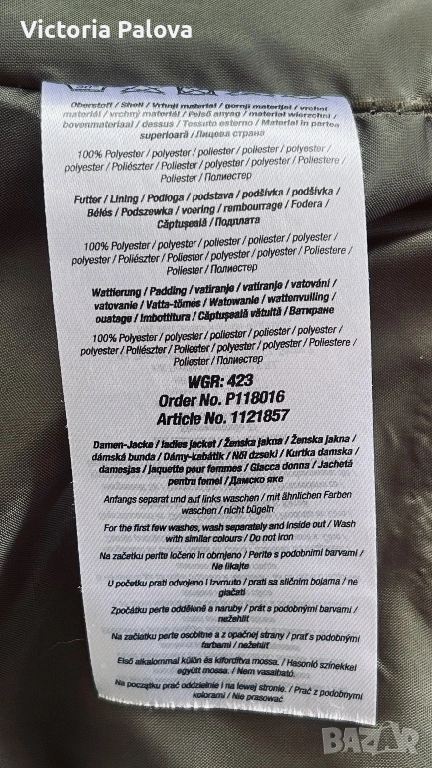 Victoria Palova
Oberstoff / Shell / Vrhnji material / gornji materijal / vrchní
materiál / vrchný materiál / Felső anyag / materiał wierzchni /
bovenmateriaal / dessus / Tessuto esterno / Material în partea
superioară / Лицева страна
100% Polyester / polyester / poliester / poliester / polyester /
polyester / Poliészter / Poliester / polyester / polyester / Poliestere /
Poliester / Полиестер
Futter / Lining / Podloga / podstava / podšívka / podšívka /
Bélés / Podszewka / voering / rembourrage / Fodera /
Căptușeală / Подплата
100% Polyester / polyester / poliester / poliester / polyester /
polyester / Poliészter / Poliester / polyester / polyester / Poliestere /
Poliester / Полиестер
Wattierung / Padding / vatiranje / vatiranje / vatování /
vatovanie / Vatta-tömés / Watowanie / wattenvulling /
ouatage / Imbottitura / Căptușeală vătuită / Ватиране
100% Polyester / polyester / poliester / poliester / polyester /
polyester / Poliészter / Poliester / polyester / polyester / Poliestere /
Poliester / Полиестер
WGR: 423
Order No. P118016
Article No. 1121857
Damen-Jacke / ladies jacket / Ženska jakna / Ženska jakna /
dámská bunda / Dámy-kabátik / Női dzseki / Kurtka damska /
damesjas / jaquette pour femmes / Giacca donna / Jachetă
pentru femei / Дамско яке
Anfangs separat und auf links waschen / mit ähnlichen Farben
waschen / nicht bügeln
For the first few washes, wash separately and inside out / Wash
with similar colours / Do not iron
Na začetku perite ločeno in obrnjeno / Perite s podobnimi barvami /
Ne likajte
U početku prati odvojeno i izvrnuto / prati sa sličnim bojama / ne
glačati
Zpočátku perte odděleně a naruby / prát s podobnými barvami /
nežehlit
Na začiatku perte osobitne a z opačnej strany / prať s podobnými
farbami / nežehliť
Első alkalommal külön és kifordítva mossa. / Hasonló színekkel
együtt mossa. / Nem vasalható.
Na początku prać oddzielnie i na lewej stronie. / Prać z podobnymi
kolorami / Nie prasować
BAZAR